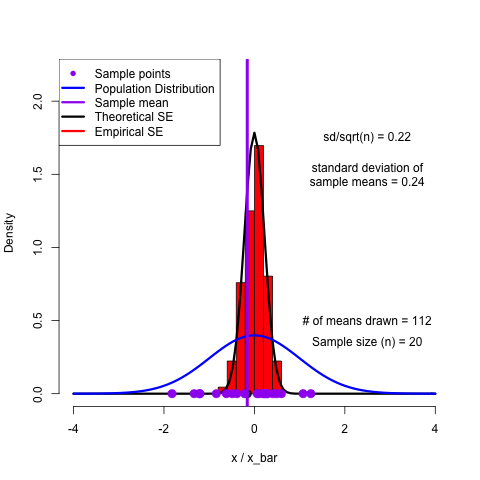 Sample points
Population Distribution
Sample mean
Theoretical SE
Empirical SE
sd/sqrt(n) = 0.22
standard deviation of
sample means = 0.24
# of means drawn = 112
Sample size (n) = 20
Density
0.0
0.5
1.0
1.5
2.0
-4
-2
0
2
4
x / x_bar